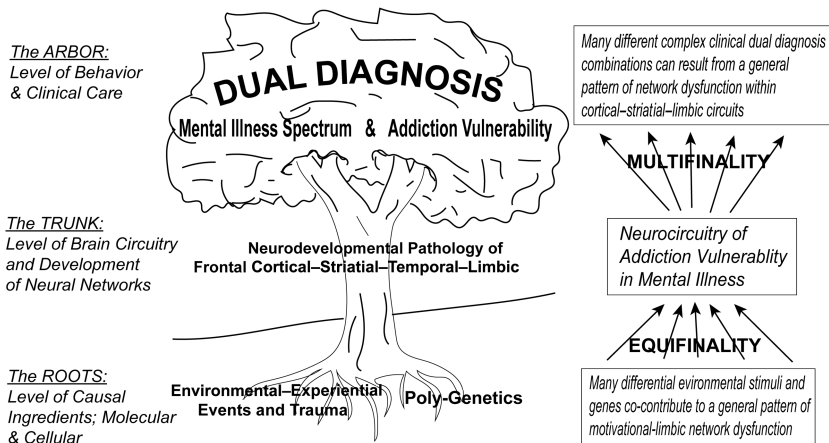 The ARBOR:
Level of Behavior
& Clinical Care
DUAL DIAGNOSIS
Mental Illness Spectrum & Addiction Vulnerability
Many different complex clinical dual diagnosis
combinations can result from a general
pattern of network dysfunction within
cortical–striatial–limbic circuits
MULTIFINALITY
The TRUNK:
Level of Brain Circuitry
and Development
of Neural Networks
Neurodevelopmental Pathology of
Frontal Cortical–Striatial–Temporal–Limbic
Neurocircuitry of
Addiction Vulnerablity
in Mental Illness
EQUIFINALITY
The ROOTS:
Level of Causal
Ingredients; Molecular
& Cellular
Environmental–Experiential
Events and Trauma
Poly-Genetics
Many differential evironmental stimuli and
genes co-contribute to a general pattern of
motivational-limbic network dysfunction